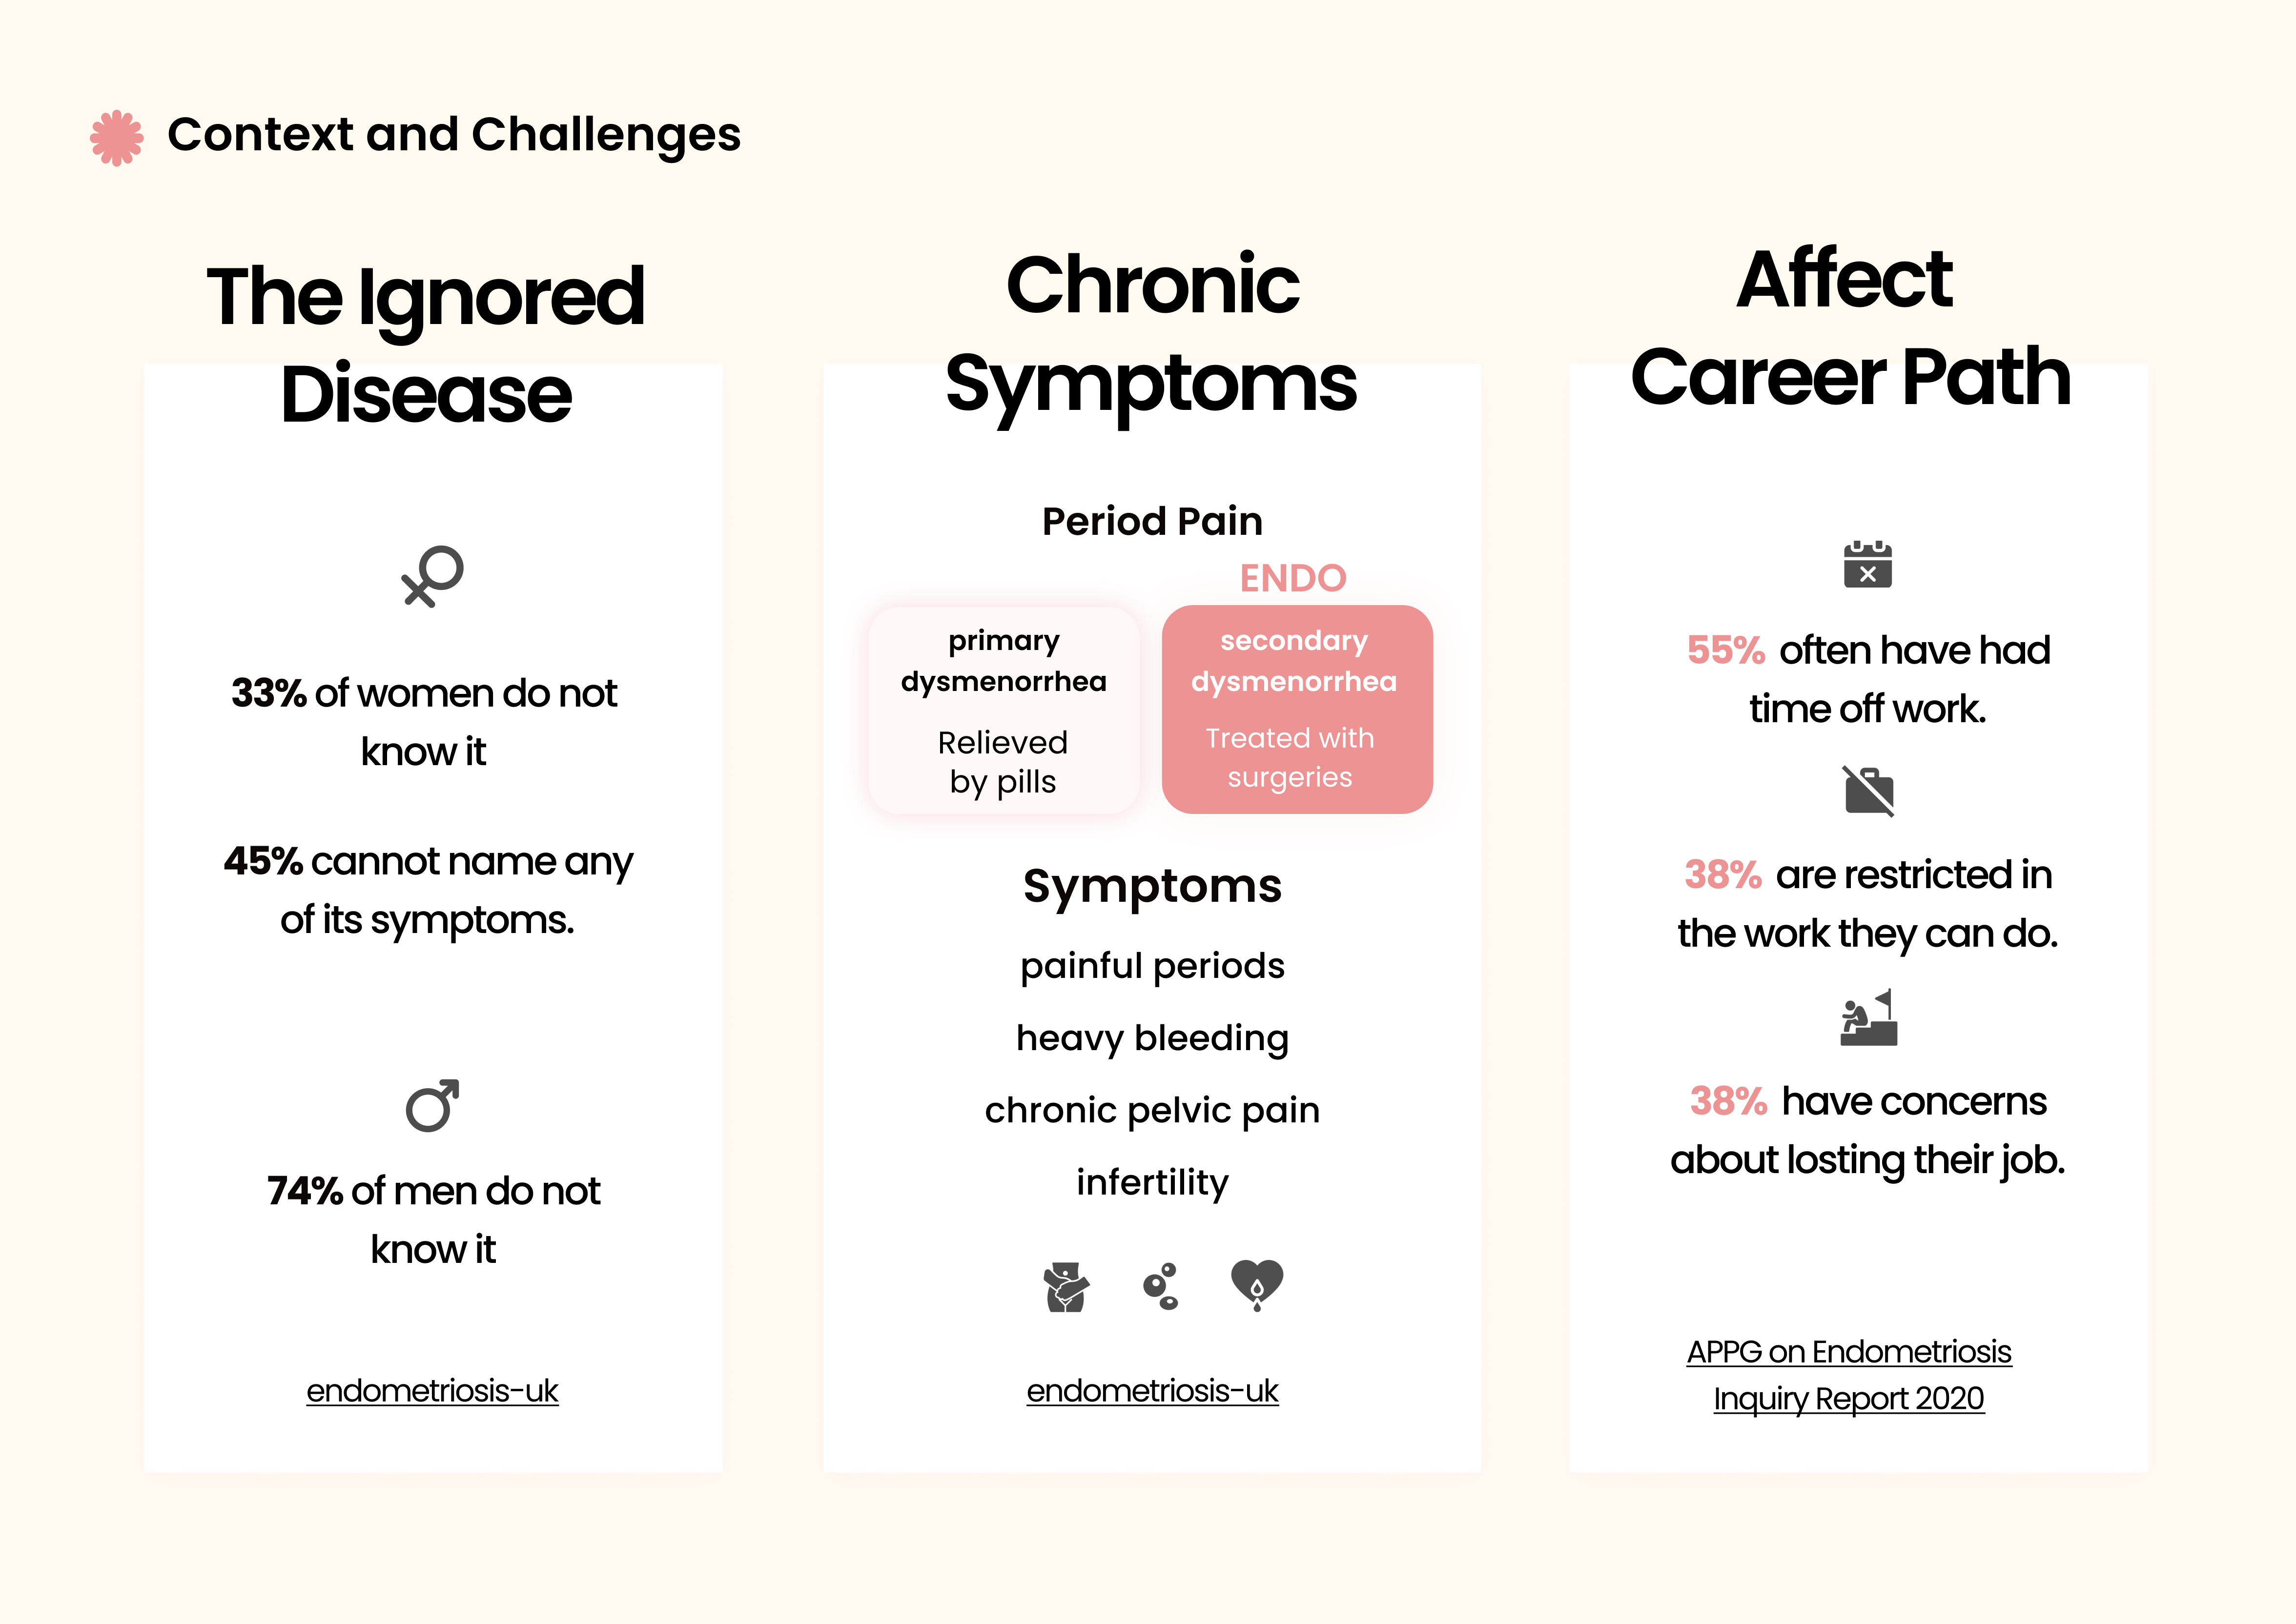 Context and Challenges
The Ignored
Disease
33% of women do not
know it
45% cannot name any
of its symptoms.
74% of men do not
know it
endometriosis-uk
Chronic
Symptoms
Period Pain
ENDO
primary
dysmenorrhea
Relieved
by pills
secondary
dysmenorrhea
Treated with
surgeries
Symptoms
painful periods
heavy bleeding
chronic pelvic pain
infertility
endometriosis-uk
Affect
Career Path
55% often have had
time off work.
38% are restricted in
the work they can do.
38% have concerns
about losting their job.
APPG on Endometriosis
Inquiry Report 2020